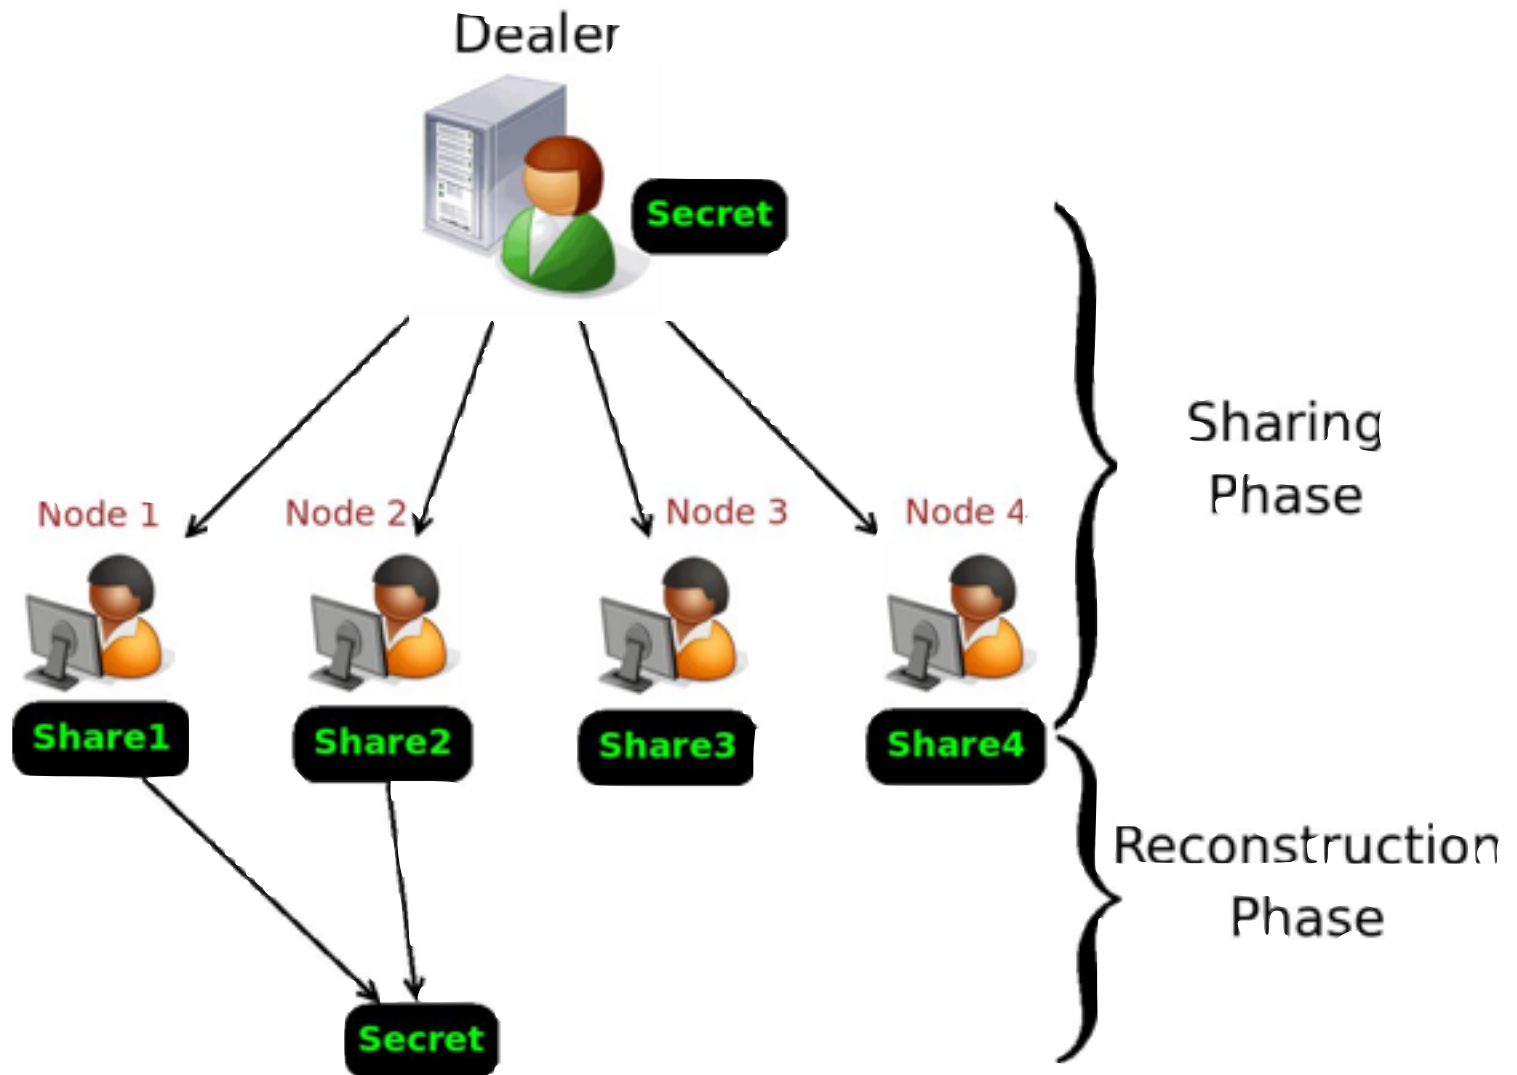 Dealer
Secret
Sharing
Phase
Node 1
Node 2
Node 3
Node 4
Share1
Share2
Share3
Share4
Reconstruction
Phase
Secret